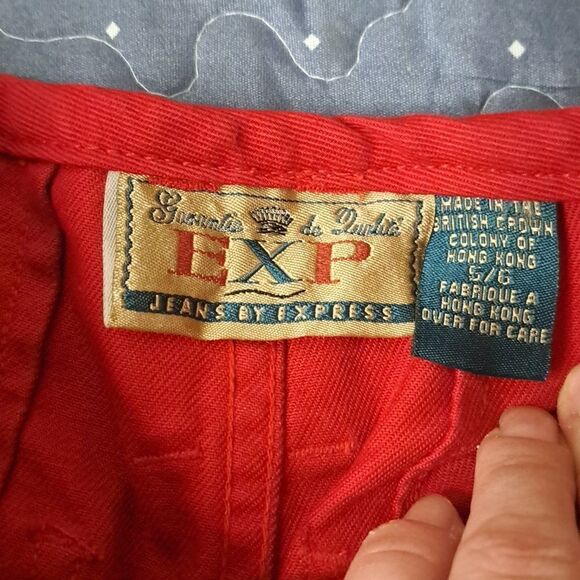 Garantie de Qualité
EXP
JEANS BY EXPRESS
MADE IN THE
BRITISH CROWN
COLONY OF
HONG KONG
5/6
FABRIQUE A
HONG KONG
OVER FOR CARE